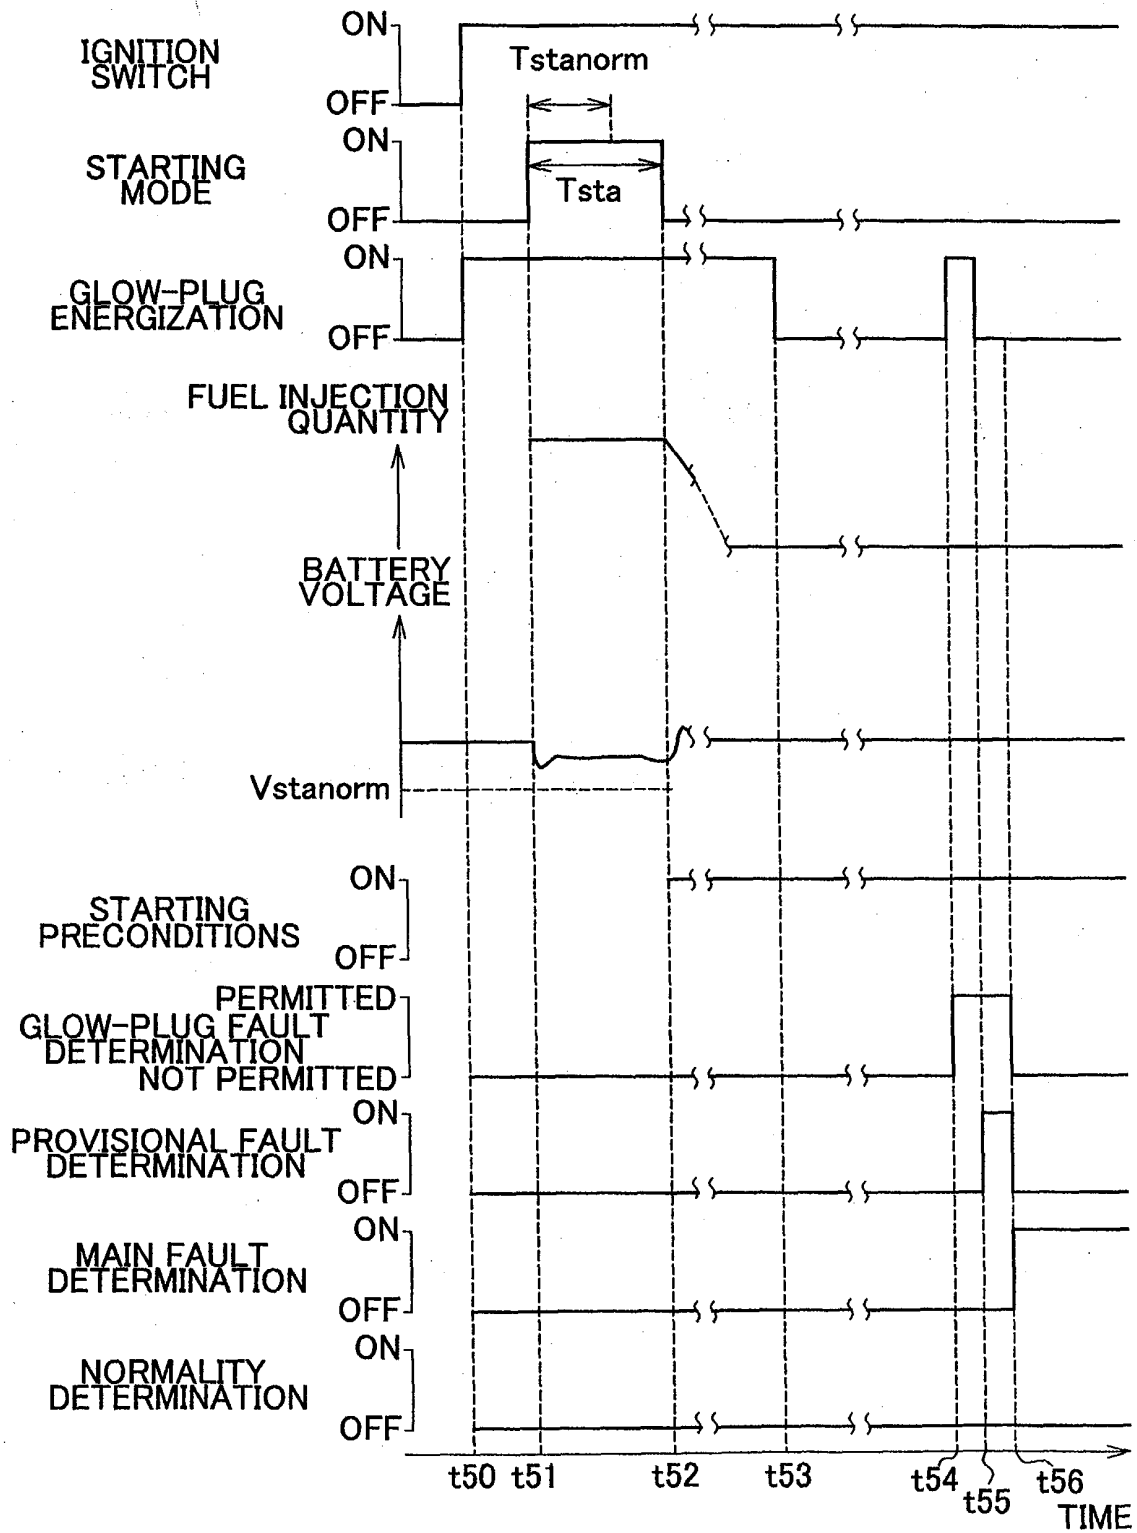 ON
IGNITION
SWITCH
Tstanorm
OFF
ON
STARTING
MODE
Tsta
OFF
ON
GLOW-PLUG
ENERGIZATION
OFF
FUEL INJECTION
QUANTITY
BATTERY
VOLTAGE
Vstanorm
ON
STARTING
PRECONDITIONS
OFF
PERMITTED
GLOW-PLUG FAULT
DETERMINATION
NOT PERMITTED
ON
PROVISIONAL FAULT
DETERMINATION
OFF
ON
MAIN FAULT
DETERMINATION
OFF
ON
NORMALITY
DETERMINATION
OFF
t50 t51 t52 t53 t54 t55 t56
TIME